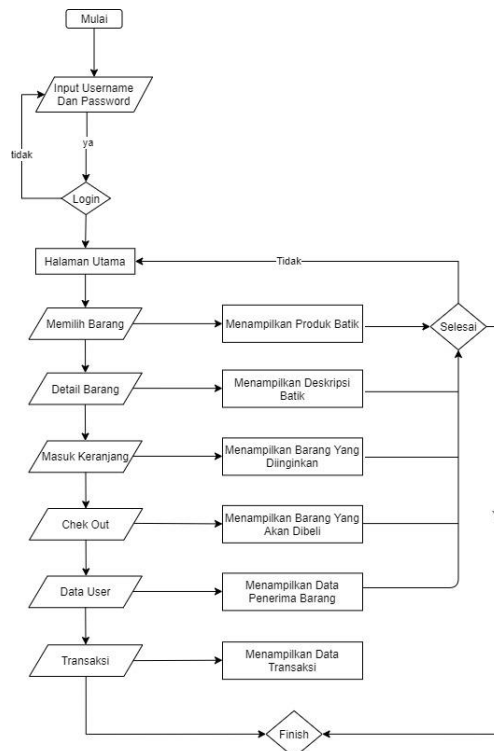 Mulai
Input Username
Dan Password
tidak
ya
Login
Halaman Utama
Tidak
Memilih Barang
Menampilkan Produk Batik
Selesai
Detail Barang
Menampilkan Deskripsi
Batik
Masuk Keranjang
Menampilkan Barang Yang
Diinginkan
Chek Out
Menampilkan Barang Yang
Akan Dibeli
Data User
Menampilkan Data
Penerima Barang
Transaksi
Menampilkan Data
Transaksi
Finish